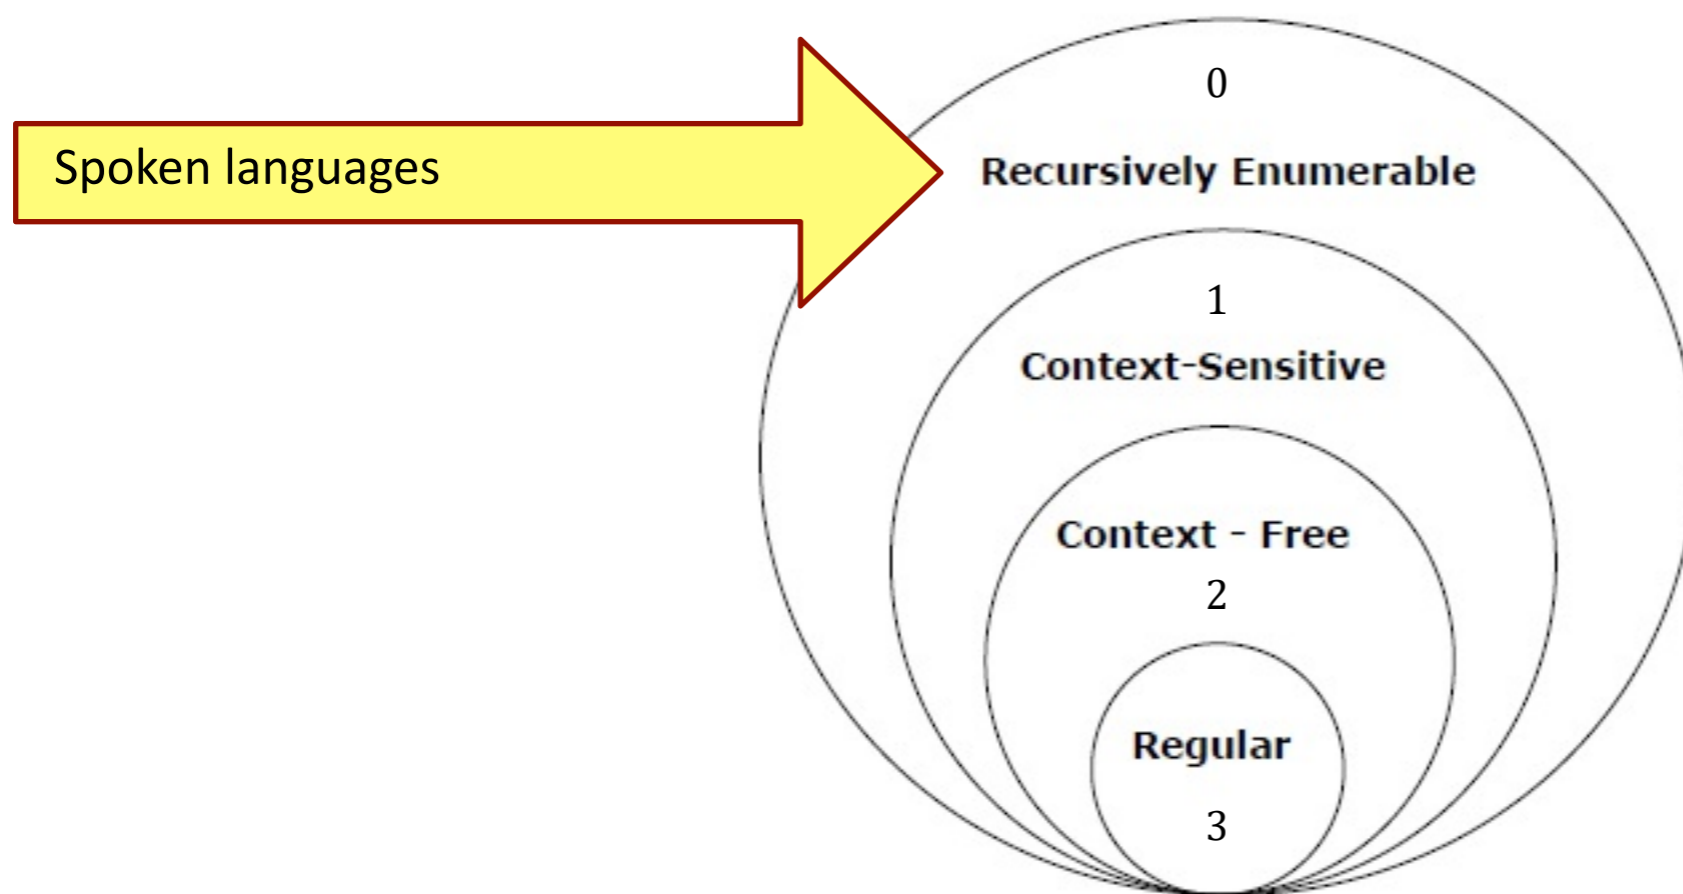 0
Spoken languages
Recursively Enumerable
1
Context-Sensitive
Context - Free
2
Regular
3